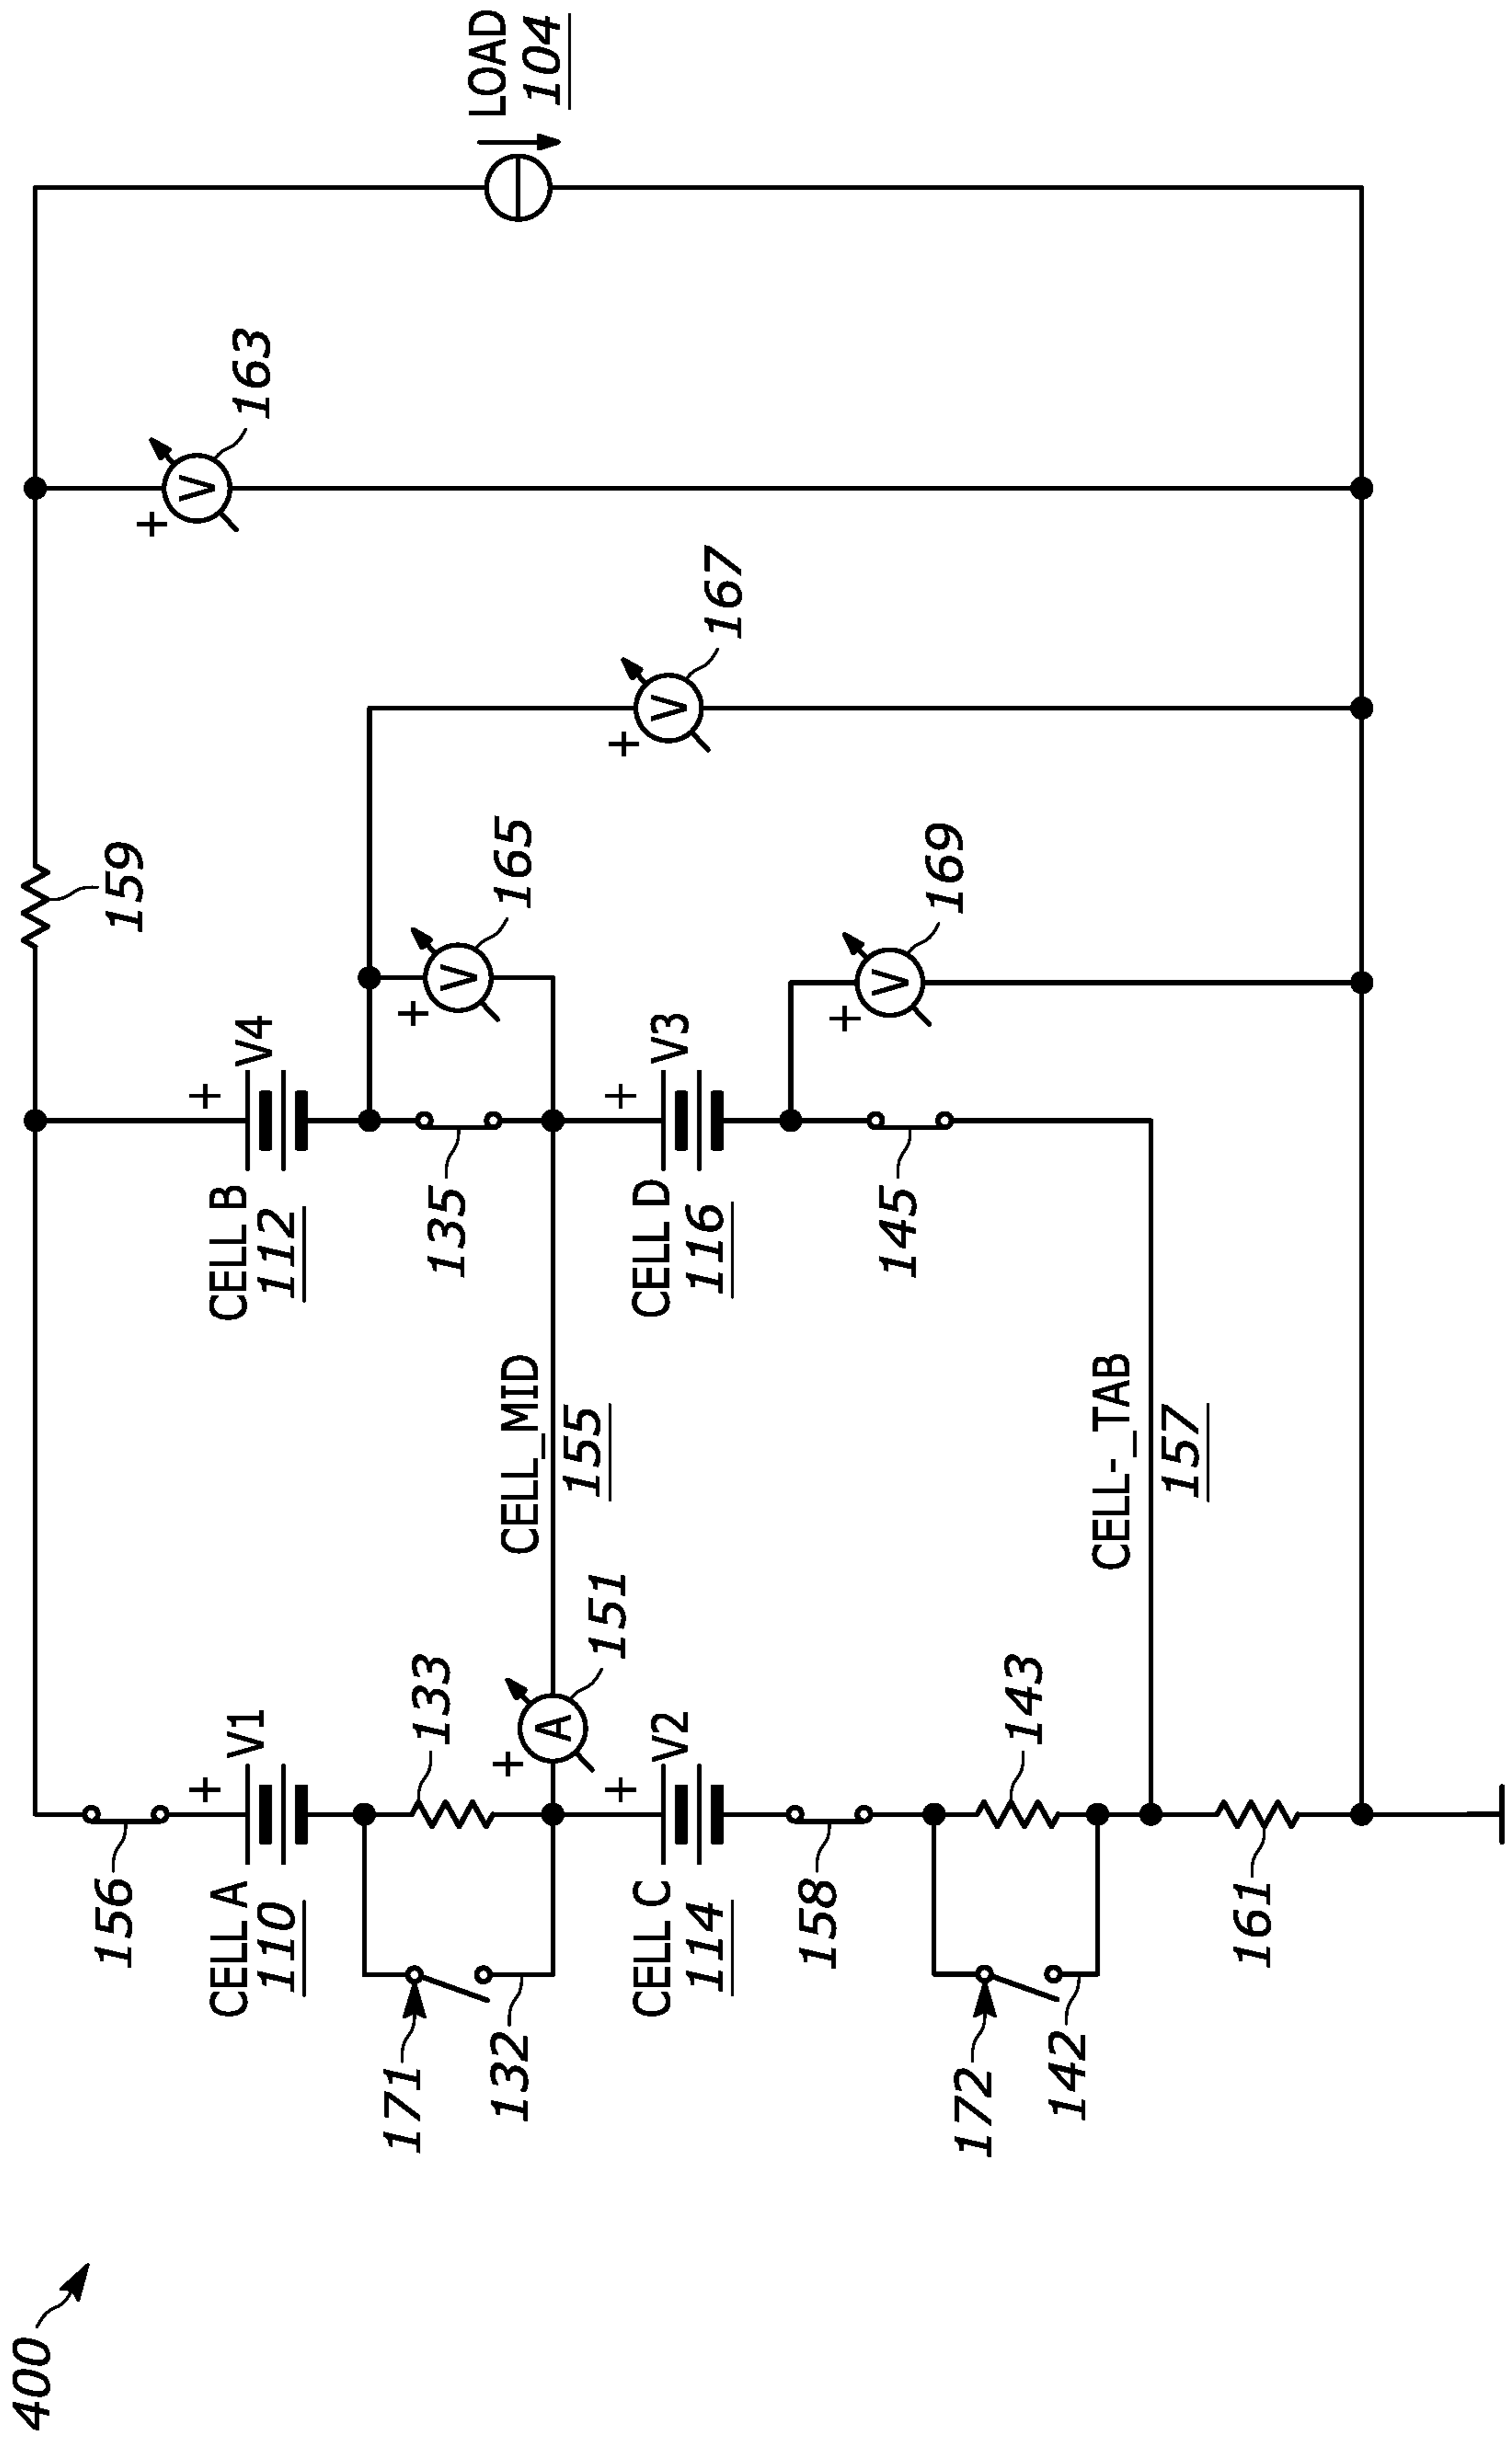 400
156
CELL A
110
V1
+
171
132
133
+
151
CELL C
114
V2
+
158
172
142
143
161
CELL_MID
155
CELL-_TAB
157
CELL B
112
V4
+
135
CELL D
116
V3
+
145
159
+
V
165
+
V
169
+
V
167
+
V
163
A
LOAD
104